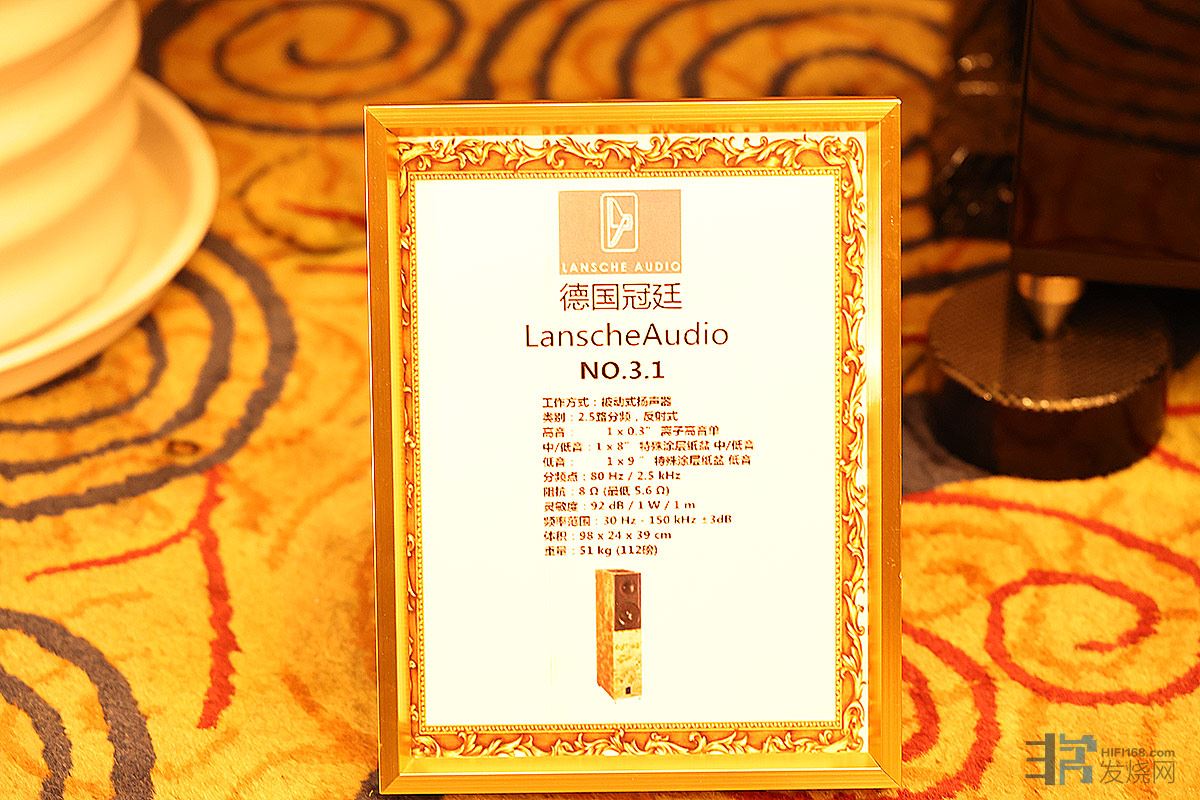 LANSCHE AUDIO
德国冠廷
LanscheAudio
NO.3.1
工作方式：被动式扬声器
类别：2.5路分频，反射式
高音： 1 x 0.3” 离子高音单
中/低音：1 x 8” 特殊涂层纸盆 中/低音
低音： 1 x 9 ” 特殊涂层纸盆 低音
分频点：80 Hz / 2.5 kHz
阻抗：8 Ω (最低 5.6 Ω)
灵敏度：92 dB / 1 W / 1 m
频率范围：30 Hz - 150 kHz ±3dB
体积：98 x 24 x 39 cm
重量：51 kg (112磅)
HIFI168.com
发烧网